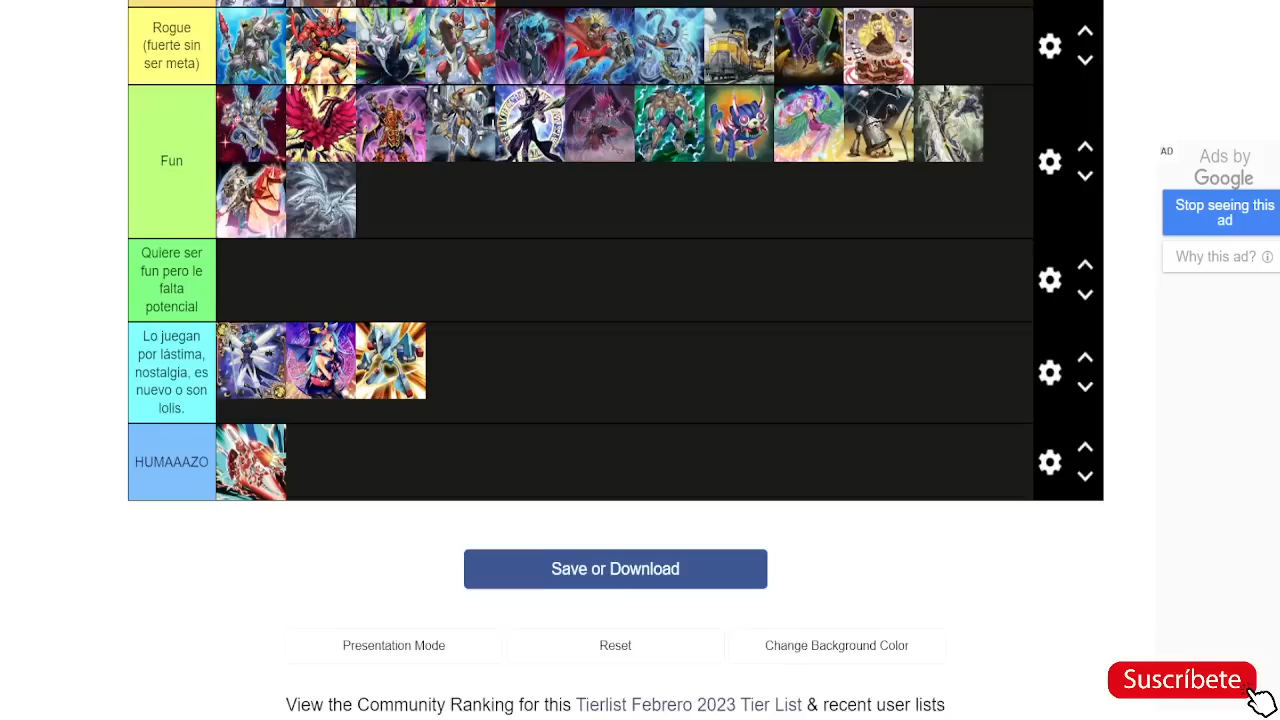 Rogue
(fuerte sin
ser meta)
Fun
Quiere ser
fun pero le
falta
potencial
Lo juegan
por lástima,
nostalgia, es
nuevo o son
lolis.
HUMAAAZO
AD
Ads by
Google
Stop seeing this
ad
Why this ad?
Save or Download
Presentation Mode
Reset
Change Background Color
Suscríbete
View the Community Ranking for this Tierlist Febrero 2023 Tier List & recent user lists